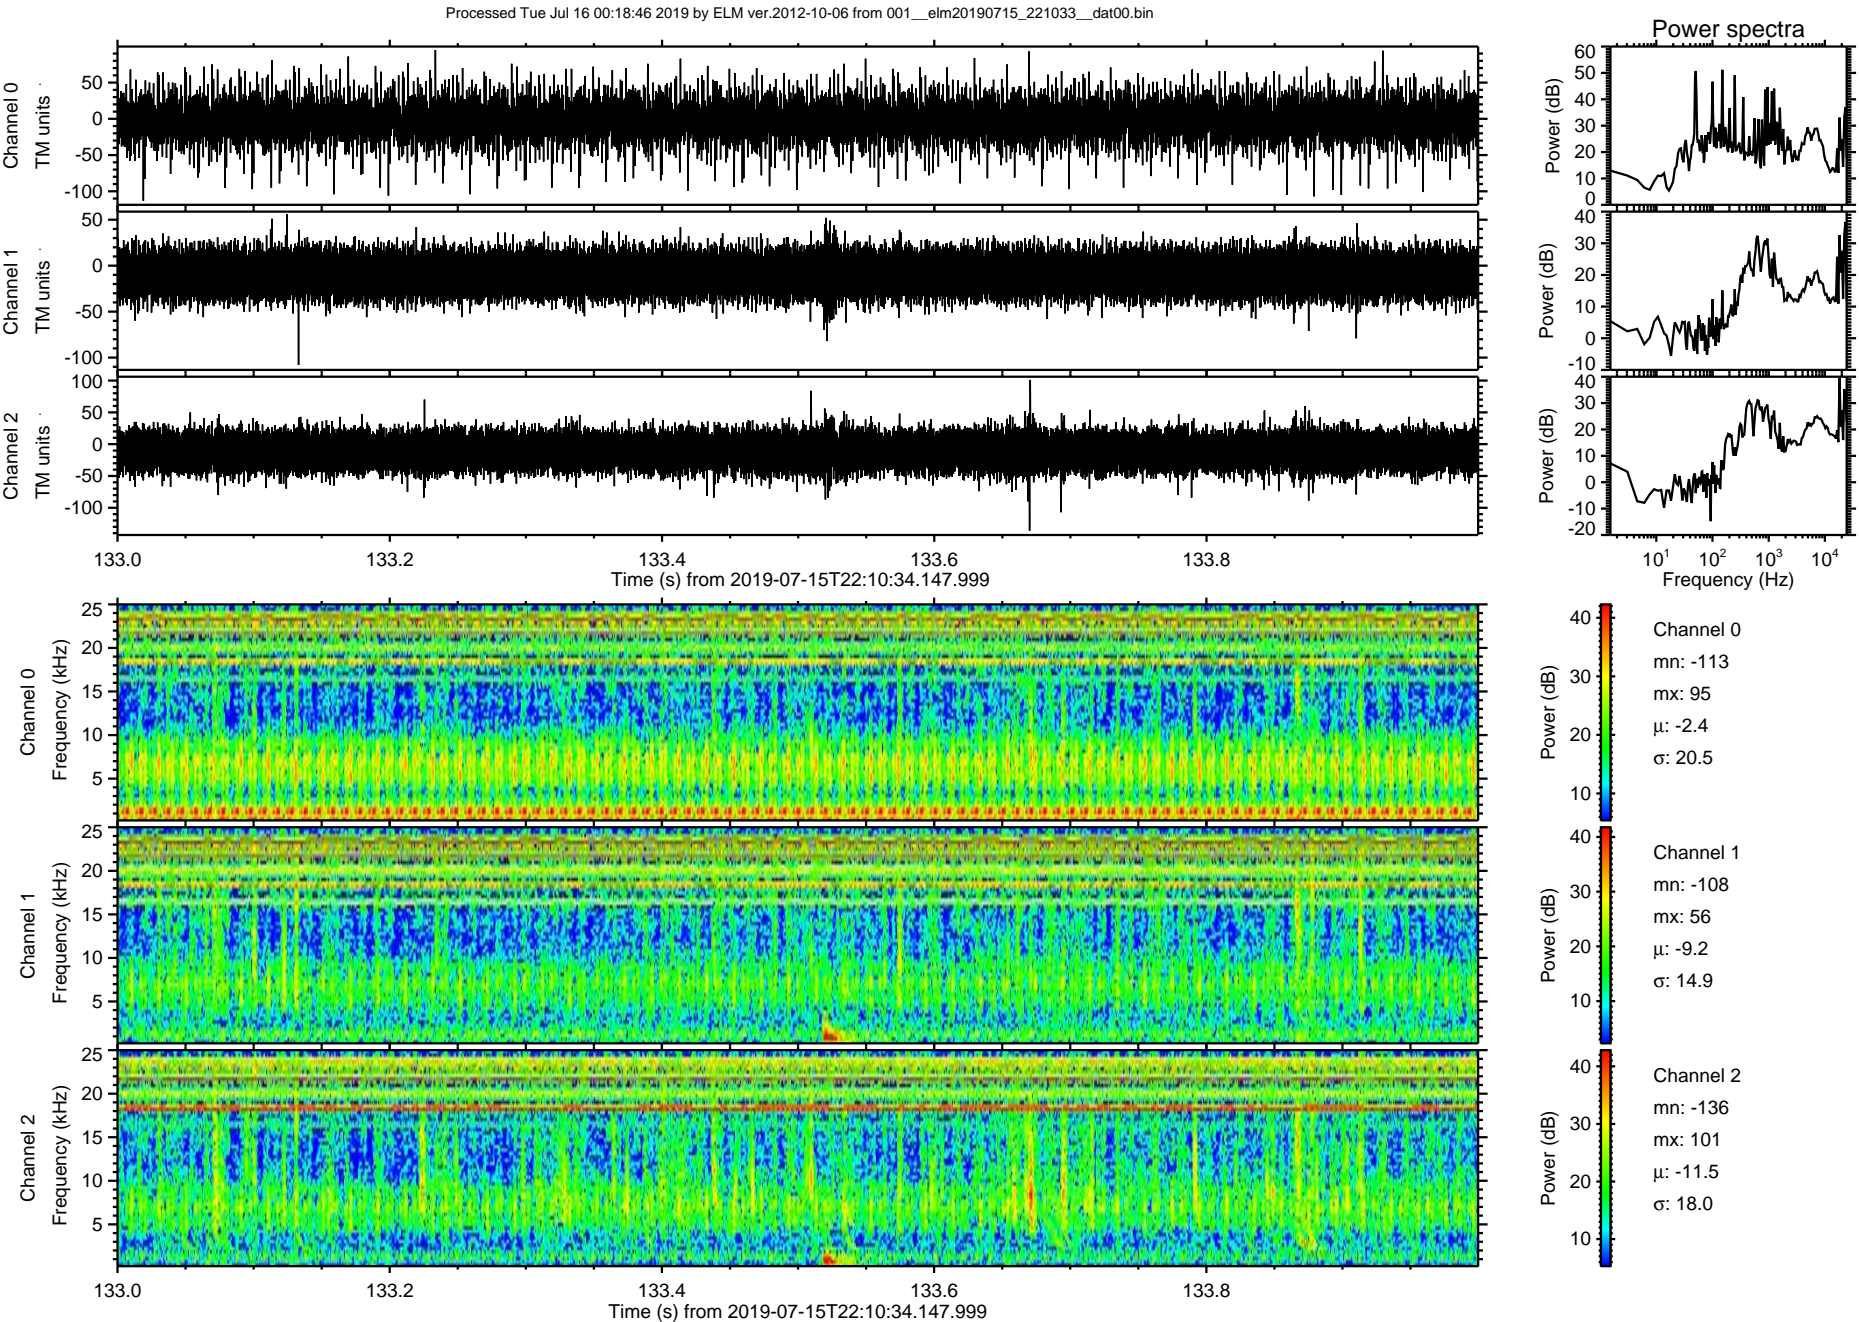 Processed Tue Jul 16 00:18:46 2019 by ELM ver.2012-10-06 from 001__elm20190715_221033__dat00.bin
Power spectra
Channel 0
TM units
50
0
-50
-100
Power (dB)
60
50
40
30
20
10
0
Channel 1
TM units
50
0
-50
-100
Power (dB)
40
30
20
10
0
-10
Channel 2
TM units
100
50
0
-50
-100
Power (dB)
40
30
20
10
0
-10
-20
133.0 133.2 133.4 133.6 133.8
Time (s) from 2019-07-15T22:10:34.147.999
10¹ 10² 10³ 10⁴
Frequency (Hz)
Channel 0
Frequency (kHz)
25
20
15
10
5
Power (dB)
40
30
20
10
Channel 0
mn: -113
mx: 95
µ: -2.4
σ: 20.5
Channel 1
Frequency (kHz)
25
20
15
10
5
Power (dB)
40
30
20
10
Channel 1
mn: -108
mx: 56
µ: -9.2
σ: 14.9
Channel 2
Frequency (kHz)
25
20
15
10
5
Power (dB)
40
30
20
10
Channel 2
mn: -136
mx: 101
µ: -11.5
σ: 18.0
133.0 133.2 133.4 133.6 133.8
Time (s) from 2019-07-15T22:10:34.147.999